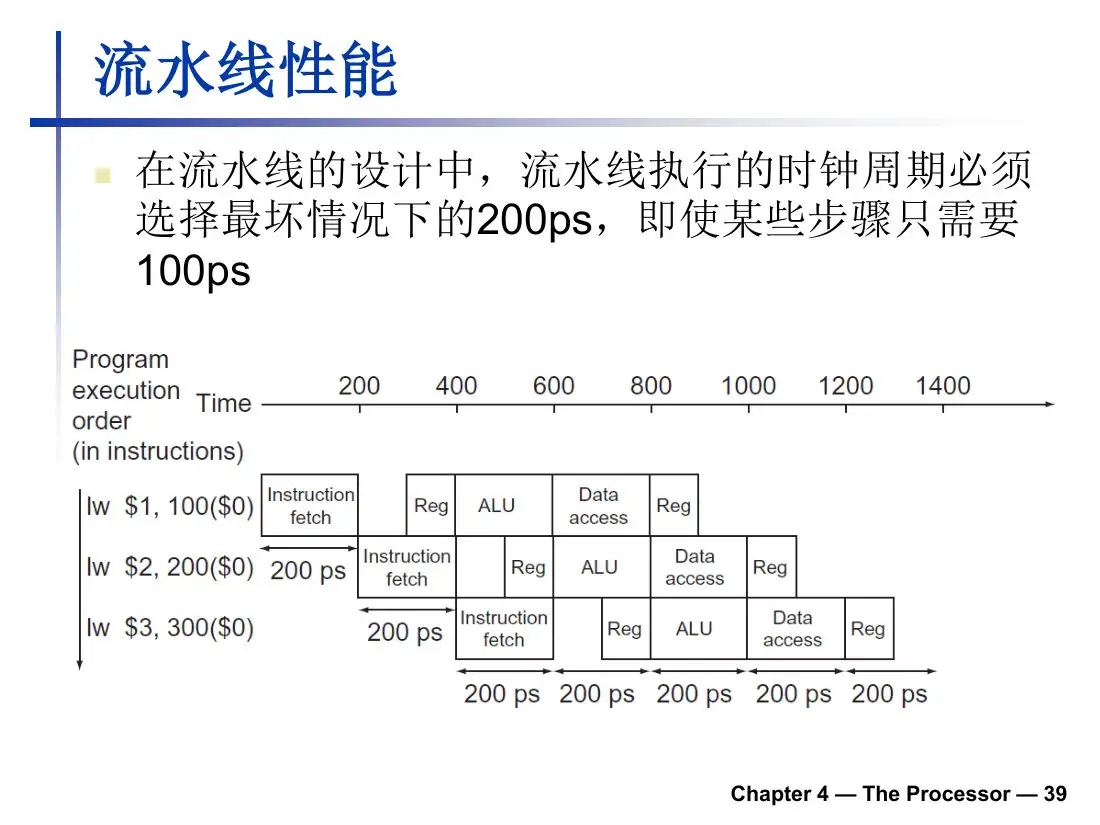 流水线性能
在流水线的设计中，流水线执行的时钟周期必须
选择最坏情况下的200ps，即使某些步骤只需要
100ps
Program
execution
order
(in instructions)
Time
200 400 600 800 1000 1200 1400
lw $1, 100($0)
Instruction
fetch
Reg
ALU
Data
access
Reg
lw $2, 200($0)
200 ps
Instruction
fetch
Reg
ALU
Data
access
Reg
lw $3, 300($0)
200 ps
Instruction
fetch
Reg
ALU
Data
access
Reg
200 ps 200 ps 200 ps 200 ps 200 ps
Chapter 4 — The Processor — 39